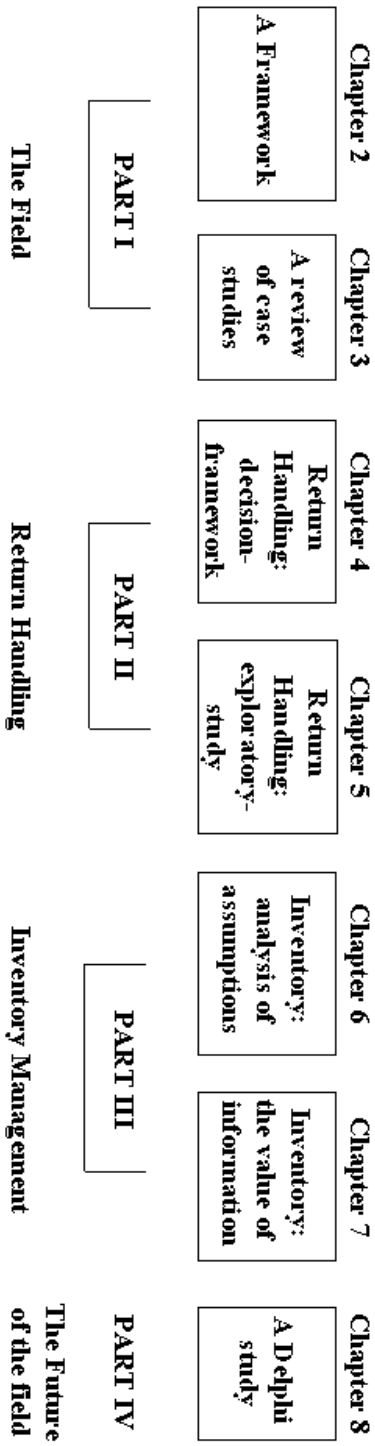 Chapter 2
Chapter 3
Chapter 4
Chapter 5
Chapter 6
Chapter 7
Chapter 8
A Framework
A review
of case
studies
Return
Handling:
decision-
framework
Return
Handling:
exploratory-
study
Inventory:
analysis of
assumptions
Inventory:
the value of
information
A Delphi
study
PART I
PART II
PART III
PART IV
The Field
Return Handling
Inventory Management
The Future
of the field